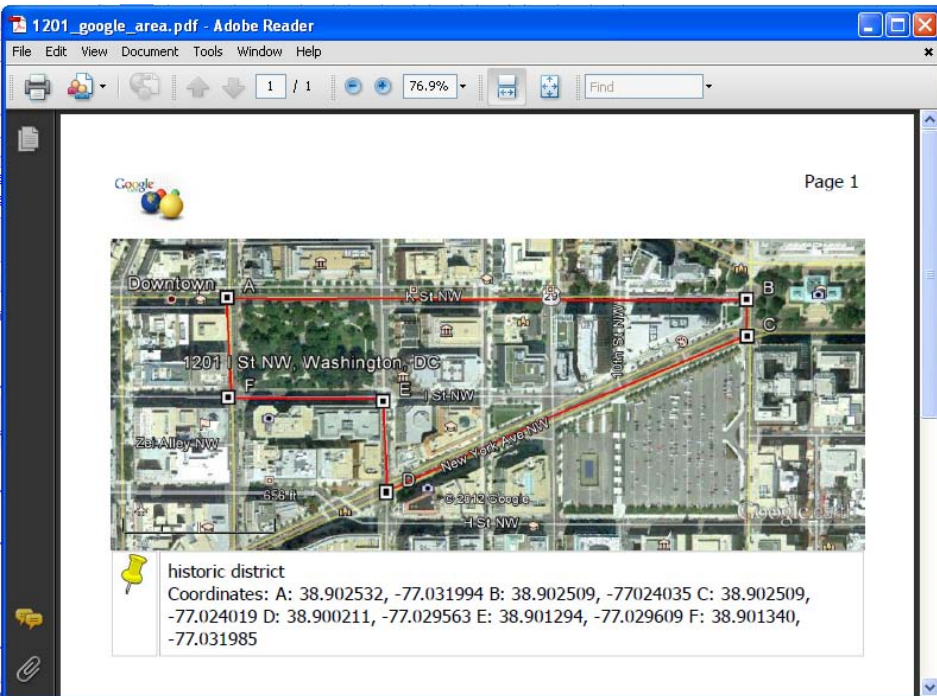 1201_google_area.pdf - Adobe Reader
File Edit View Document Tools Window Help
1 / 1
76.9%
Find
Google
Page 1
Downtown
A
K St NW
29
B
C
10th St NW
1201 I St NW, Washington, DC
F
E
I St NW
Zei Alley NW
New York Ave NW
D
656 ft
© 2012 Google
H St NW
Google earth
historic district
Coordinates: A: 38.902532, -77.031994 B: 38.902509, -77024035 C: 38.902509,
-77.024019 D: 38.900211, -77.029563 E: 38.901294, -77.029609 F: 38.901340,
-77.031985